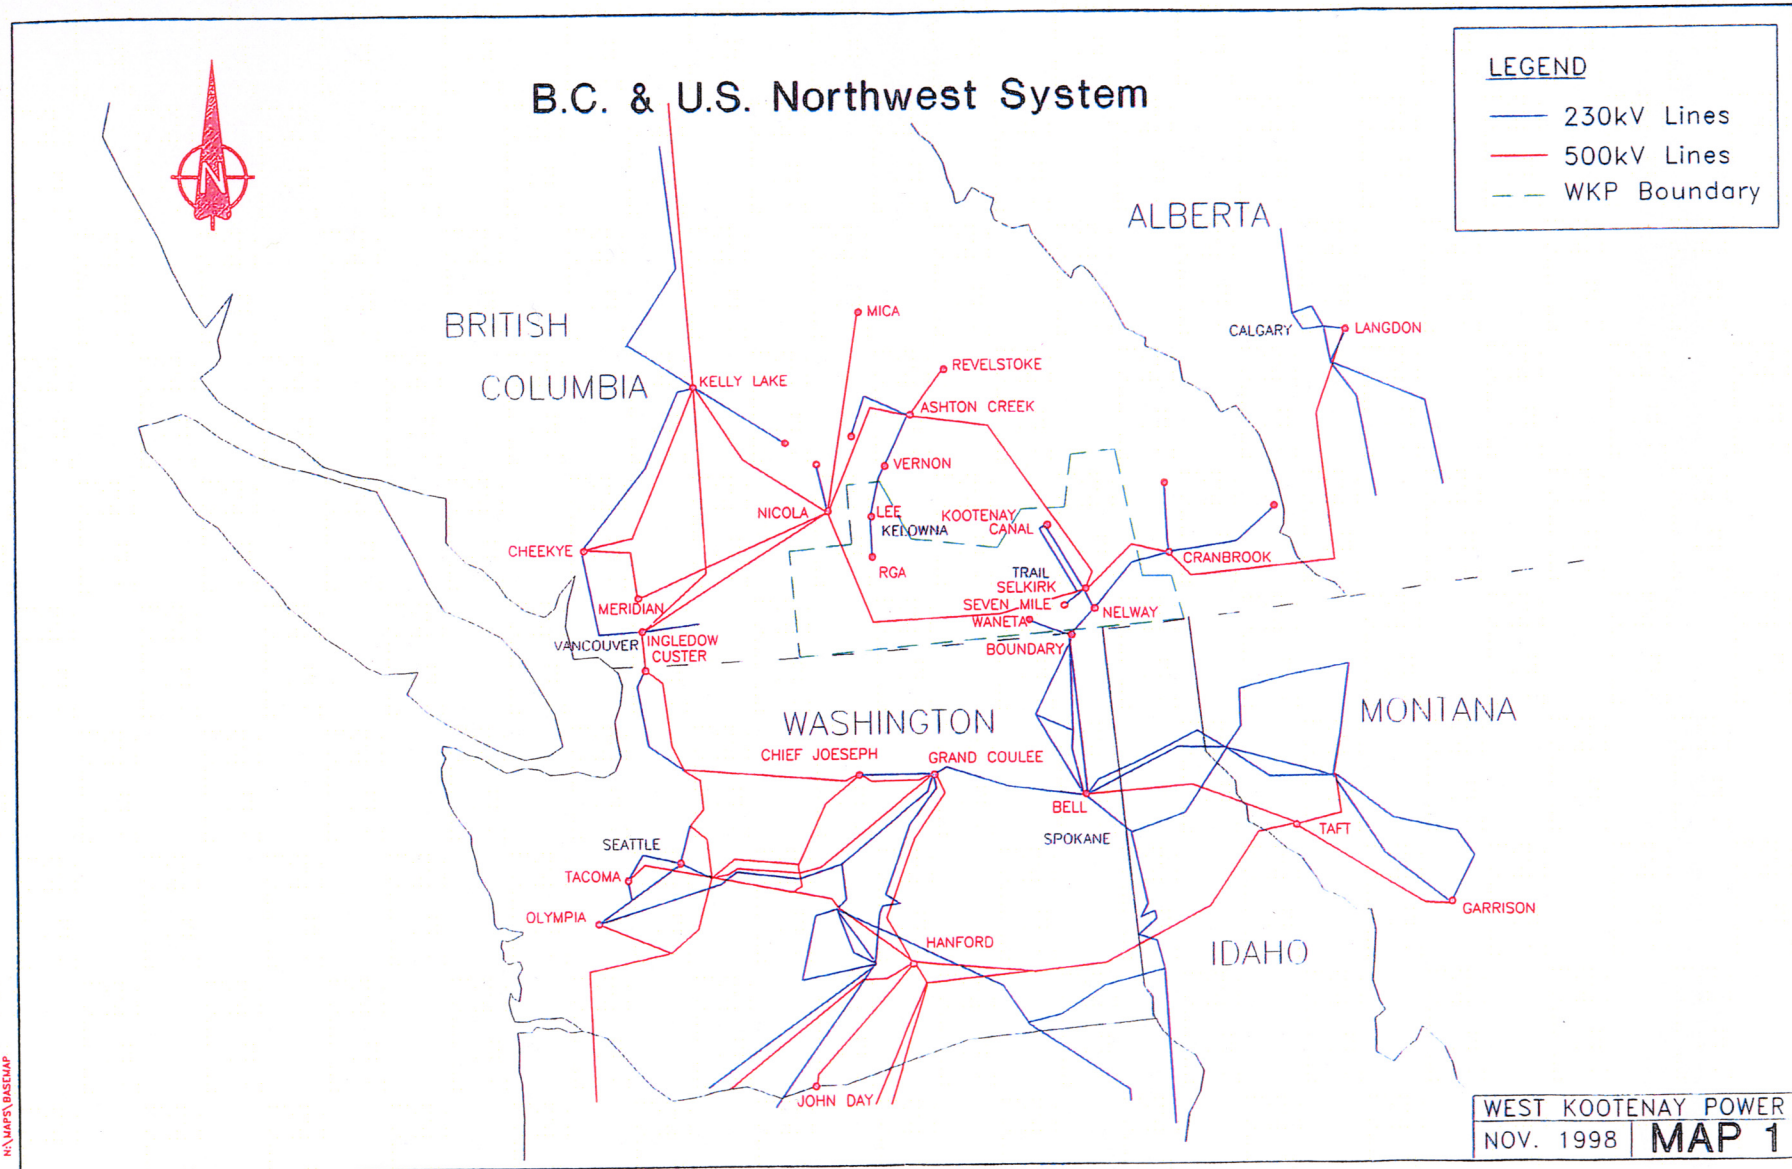 B.C. & U.S. Northwest System
LEGEND
230kV Lines
500kV Lines
WKP Boundary
N
ALBERTA
BRITISH
COLUMBIA
MICA
CALGARY
LANGDON
REVELSTOKE
KELLY LAKE
ASHTON CREEK
VERNON
NICOLA
LEE
KELOWNA
KOOTENAY
CANAL
CHEEKYE
CRANBROOK
RGA
TRAIL
SELKIRK
MERIDIAN
SEVEN MILE
NELWAY
WANETA
VANCOUVER
INGLEDOW
CUSTER
BOUNDARY
WASHINGTON
MONTANA
CHIEF JOESEPH
GRAND COULEE
BELL
SPOKANE
TAFT
SEATTLE
TACOMA
OLYMPIA
GARRISON
HANFORD
IDAHO
JOHN DAY
N:\MAPS\BASEMAP
WEST KOOTENAY POWER
NOV. 1998
MAP 1